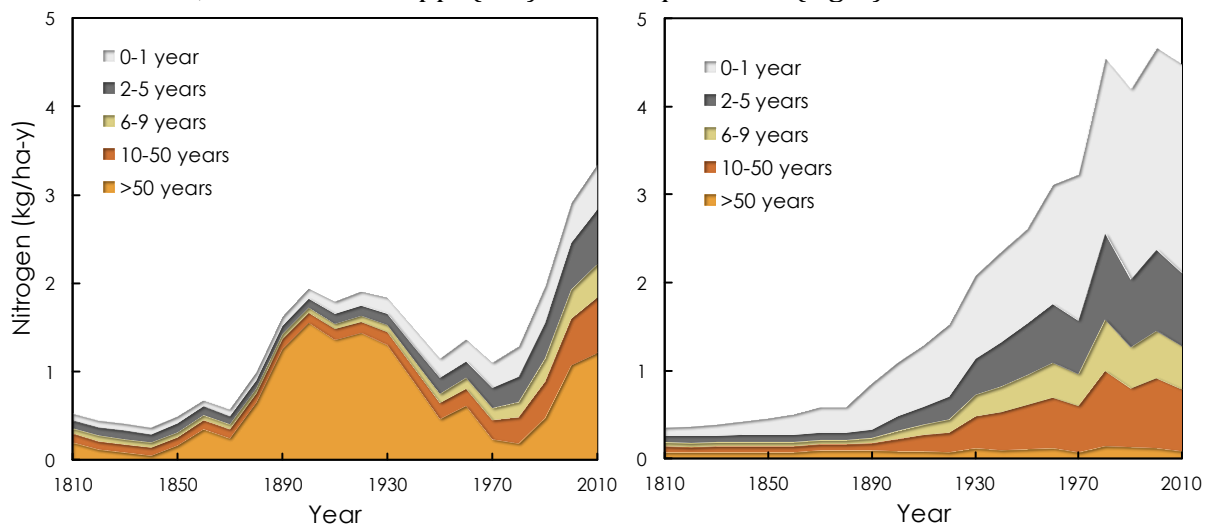 5
4
3
2
1
0
Nitrogen (kg/ha-y)
0-1 year
2-5 years
6-9 years
10-50 years
>50 years
1810 1850 1890 1930 1970 2010
Year
5
4
3
2
1
0
0-1 year
2-5 years
6-9 years
10-50 years
>50 years
1810 1850 1890 1930 1970 2010
Year